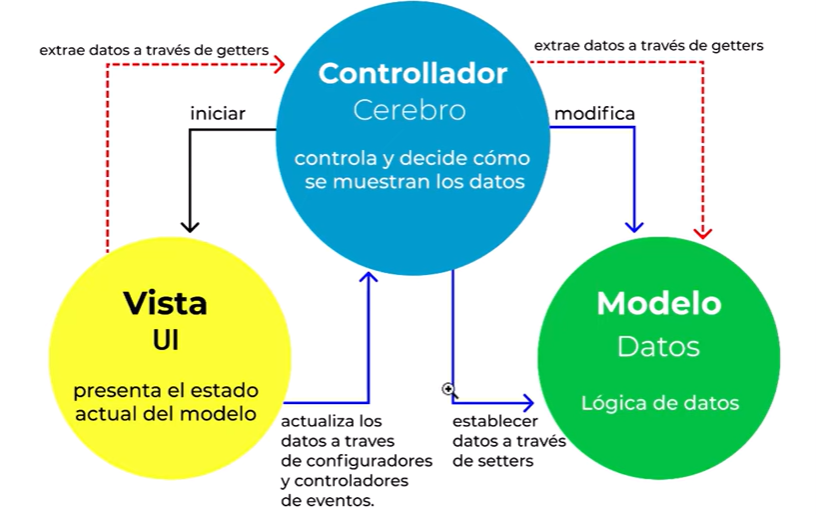 extrae datos a través de getters
extrae datos a través de getters
Controllador
Cerebro
controla y decide cómo
se muestran los datos
iniciar
modifica
Vista
UI
presenta el estado
actual del modelo
Modelo
Datos
Lógica de datos
actualiza los
datos a traves
de configuradores
y controladores
de eventos.
establecer
datos a través
de setters